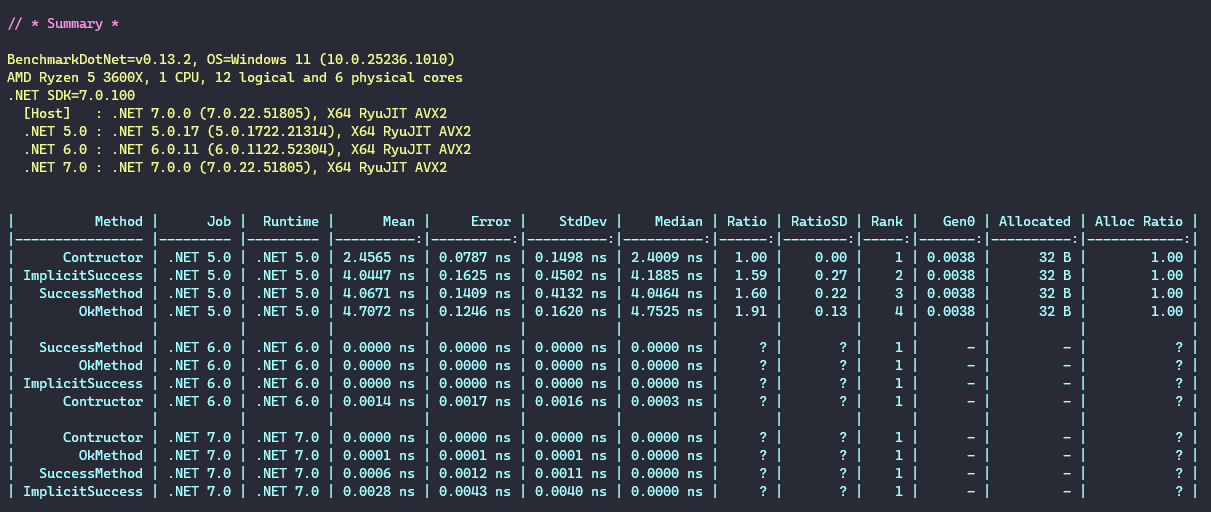 // * Summary *
BenchmarkDotNet=v0.13.2, OS=Windows 11 (10.0.25236.1010)
AMD Ryzen 5 3600X, 1 CPU, 12 logical and 6 physical cores
.NET SDK=7.0.100
[Host]   : .NET 7.0.0 (7.0.22.51805), X64 RyuJIT AVX2
.NET 5.0 : .NET 5.0.17 (5.0.1722.21314), X64 RyuJIT AVX2
.NET 6.0 : .NET 6.0.11 (6.0.1122.52304), X64 RyuJIT AVX2
.NET 7.0 : .NET 7.0.0 (7.0.22.51805), X64 RyuJIT AVX2
|          Method |      Job |  Runtime |      Mean |     Error |    StdDev |    Median | Ratio | RatioSD | Rank |   Gen0 | Allocated | Alloc Ratio |
|---------------- |--------- |--------- |----------:|----------:|----------:|----------:|------:|--------:|-----:|-------:|----------:|------------:|
|      Contructor | .NET 5.0 | .NET 5.0 | 2.4565 ns | 0.0787 ns | 0.1498 ns | 2.4009 ns |  1.00 |    0.00 |    1 | 0.0038 |      32 B |        1.00 |
| ImplicitSuccess | .NET 5.0 | .NET 5.0 | 4.0447 ns | 0.1625 ns | 0.4502 ns | 4.1885 ns |  1.59 |    0.27 |    2 | 0.0038 |      32 B |        1.00 |
|   SuccessMethod | .NET 5.0 | .NET 5.0 | 4.0671 ns | 0.1409 ns | 0.4132 ns | 4.0464 ns |  1.60 |    0.22 |    3 | 0.0038 |      32 B |        1.00 |
|        OkMethod | .NET 5.0 | .NET 5.0 | 4.7072 ns | 0.1246 ns | 0.1620 ns | 4.7525 ns |  1.91 |    0.13 |    4 | 0.0038 |      32 B |        1.00 |
|                 |          |          |           |           |           |           |       |         |      |        |           |             |
|   SuccessMethod | .NET 6.0 | .NET 6.0 | 0.0000 ns | 0.0000 ns | 0.0000 ns | 0.0000 ns |     ? |       ? |    1 |      - |         - |           ? |
|        OkMethod | .NET 6.0 | .NET 6.0 | 0.0000 ns | 0.0000 ns | 0.0000 ns | 0.0000 ns |     ? |       ? |    1 |      - |         - |           ? |
| ImplicitSuccess | .NET 6.0 | .NET 6.0 | 0.0000 ns | 0.0000 ns | 0.0000 ns | 0.0000 ns |     ? |       ? |    1 |      - |         - |           ? |
|      Contructor | .NET 6.0 | .NET 6.0 | 0.0014 ns | 0.0017 ns | 0.0016 ns | 0.0003 ns |     ? |       ? |    1 |      - |         - |           ? |
|                 |          |          |           |           |           |           |       |         |      |        |           |             |
|      Contructor | .NET 7.0 | .NET 7.0 | 0.0000 ns | 0.0000 ns | 0.0000 ns | 0.0000 ns |     ? |       ? |    1 |      - |         - |           ? |
|        OkMethod | .NET 7.0 | .NET 7.0 | 0.0001 ns | 0.0001 ns | 0.0001 ns | 0.0000 ns |     ? |       ? |    1 |      - |         - |           ? |
|   SuccessMethod | .NET 7.0 | .NET 7.0 | 0.0006 ns | 0.0012 ns | 0.0011 ns | 0.0000 ns |     ? |       ? |    1 |      - |         - |           ? |
| ImplicitSuccess | .NET 7.0 | .NET 7.0 | 0.0028 ns | 0.0043 ns | 0.0040 ns | 0.0000 ns |     ? |       ? |    1 |      - |         - |           ? |